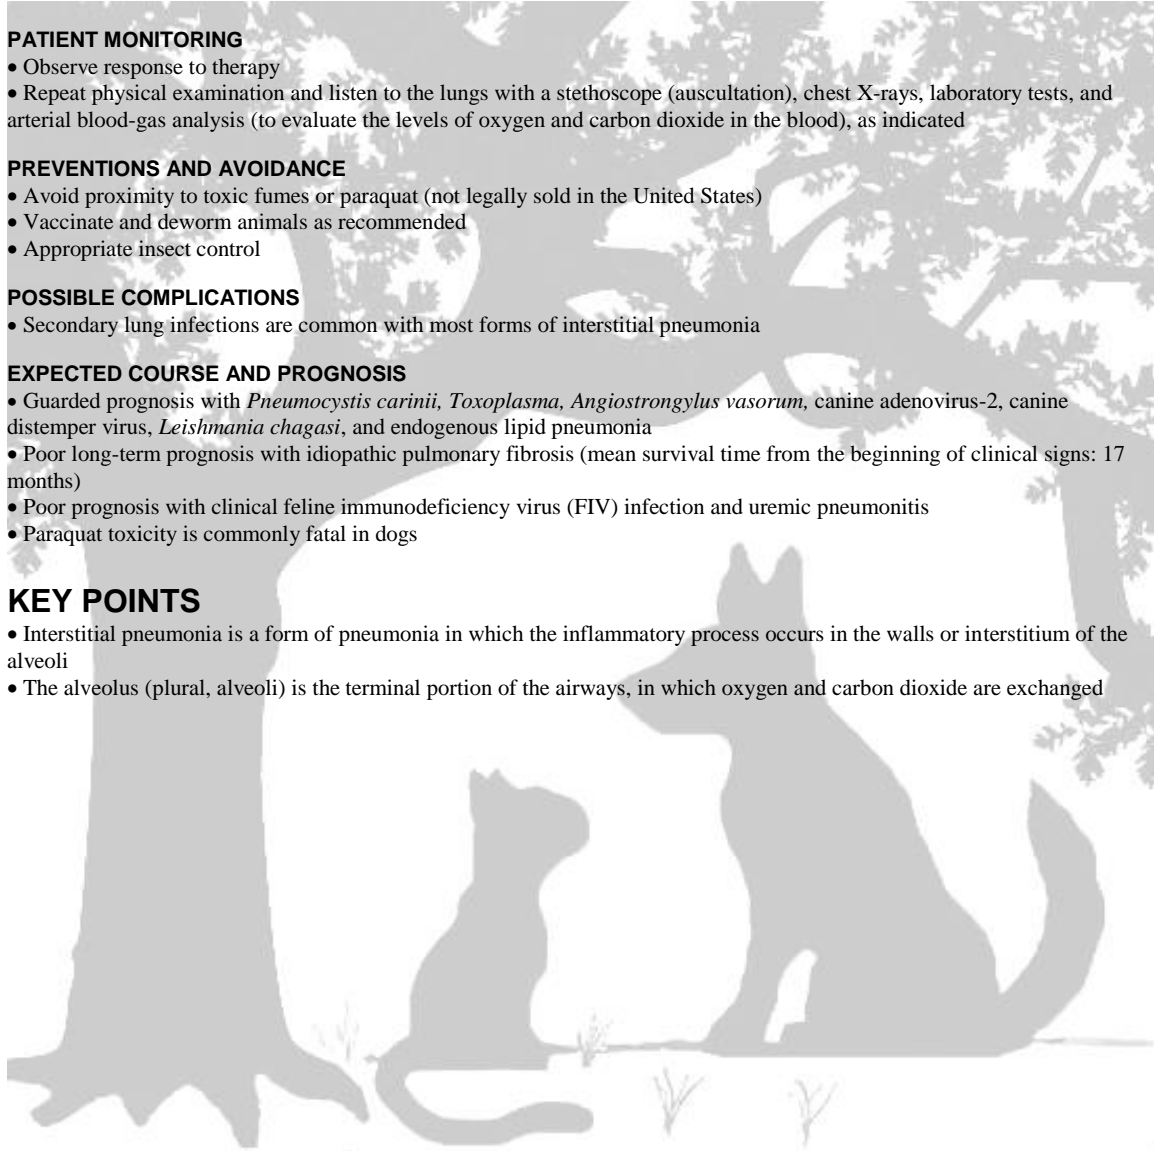 PATIENT MONITORING
• Observe response to therapy
• Repeat physical examination and listen to the lungs with a stethoscope (auscultation), chest X-rays, laboratory tests, and
arterial blood-gas analysis (to evaluate the levels of oxygen and carbon dioxide in the blood), as indicated
PREVENTIONS AND AVOIDANCE
• Avoid proximity to toxic fumes or paraquat (not legally sold in the United States)
• Vaccinate and deworm animals as recommended
• Appropriate insect control
POSSIBLE COMPLICATIONS
• Secondary lung infections are common with most forms of interstitial pneumonia
EXPECTED COURSE AND PROGNOSIS
• Guarded prognosis with Pneumocystis carinii, Toxoplasma, Angiostrongylus vasorum, canine adenovirus-2, canine
distemper virus, Leishmania chagasi, and endogenous lipid pneumonia
• Poor long-term prognosis with idiopathic pulmonary fibrosis (mean survival time from the beginning of clinical signs: 17
months)
• Poor prognosis with clinical feline immunodeficiency virus (FIV) infection and uremic pneumonitis
• Paraquat toxicity is commonly fatal in dogs
KEY POINTS
• Interstitial pneumonia is a form of pneumonia in which the inflammatory process occurs in the walls or interstitium of the
alveoli
• The alveolus (plural, alveoli) is the terminal portion of the airways, in which oxygen and carbon dioxide are exchanged